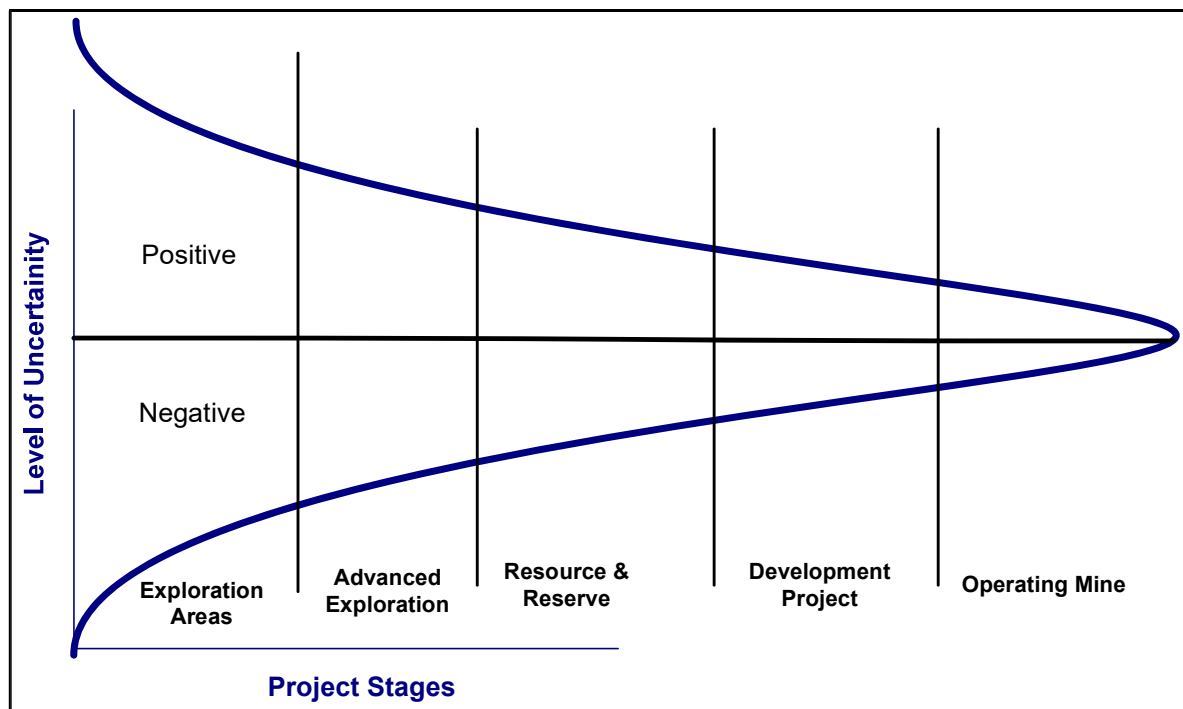 Level of Uncertainity
Positive
Negative
Exploration
Areas
Advanced
Exploration
Resource &
Reserve
Development
Project
Operating Mine
Project Stages